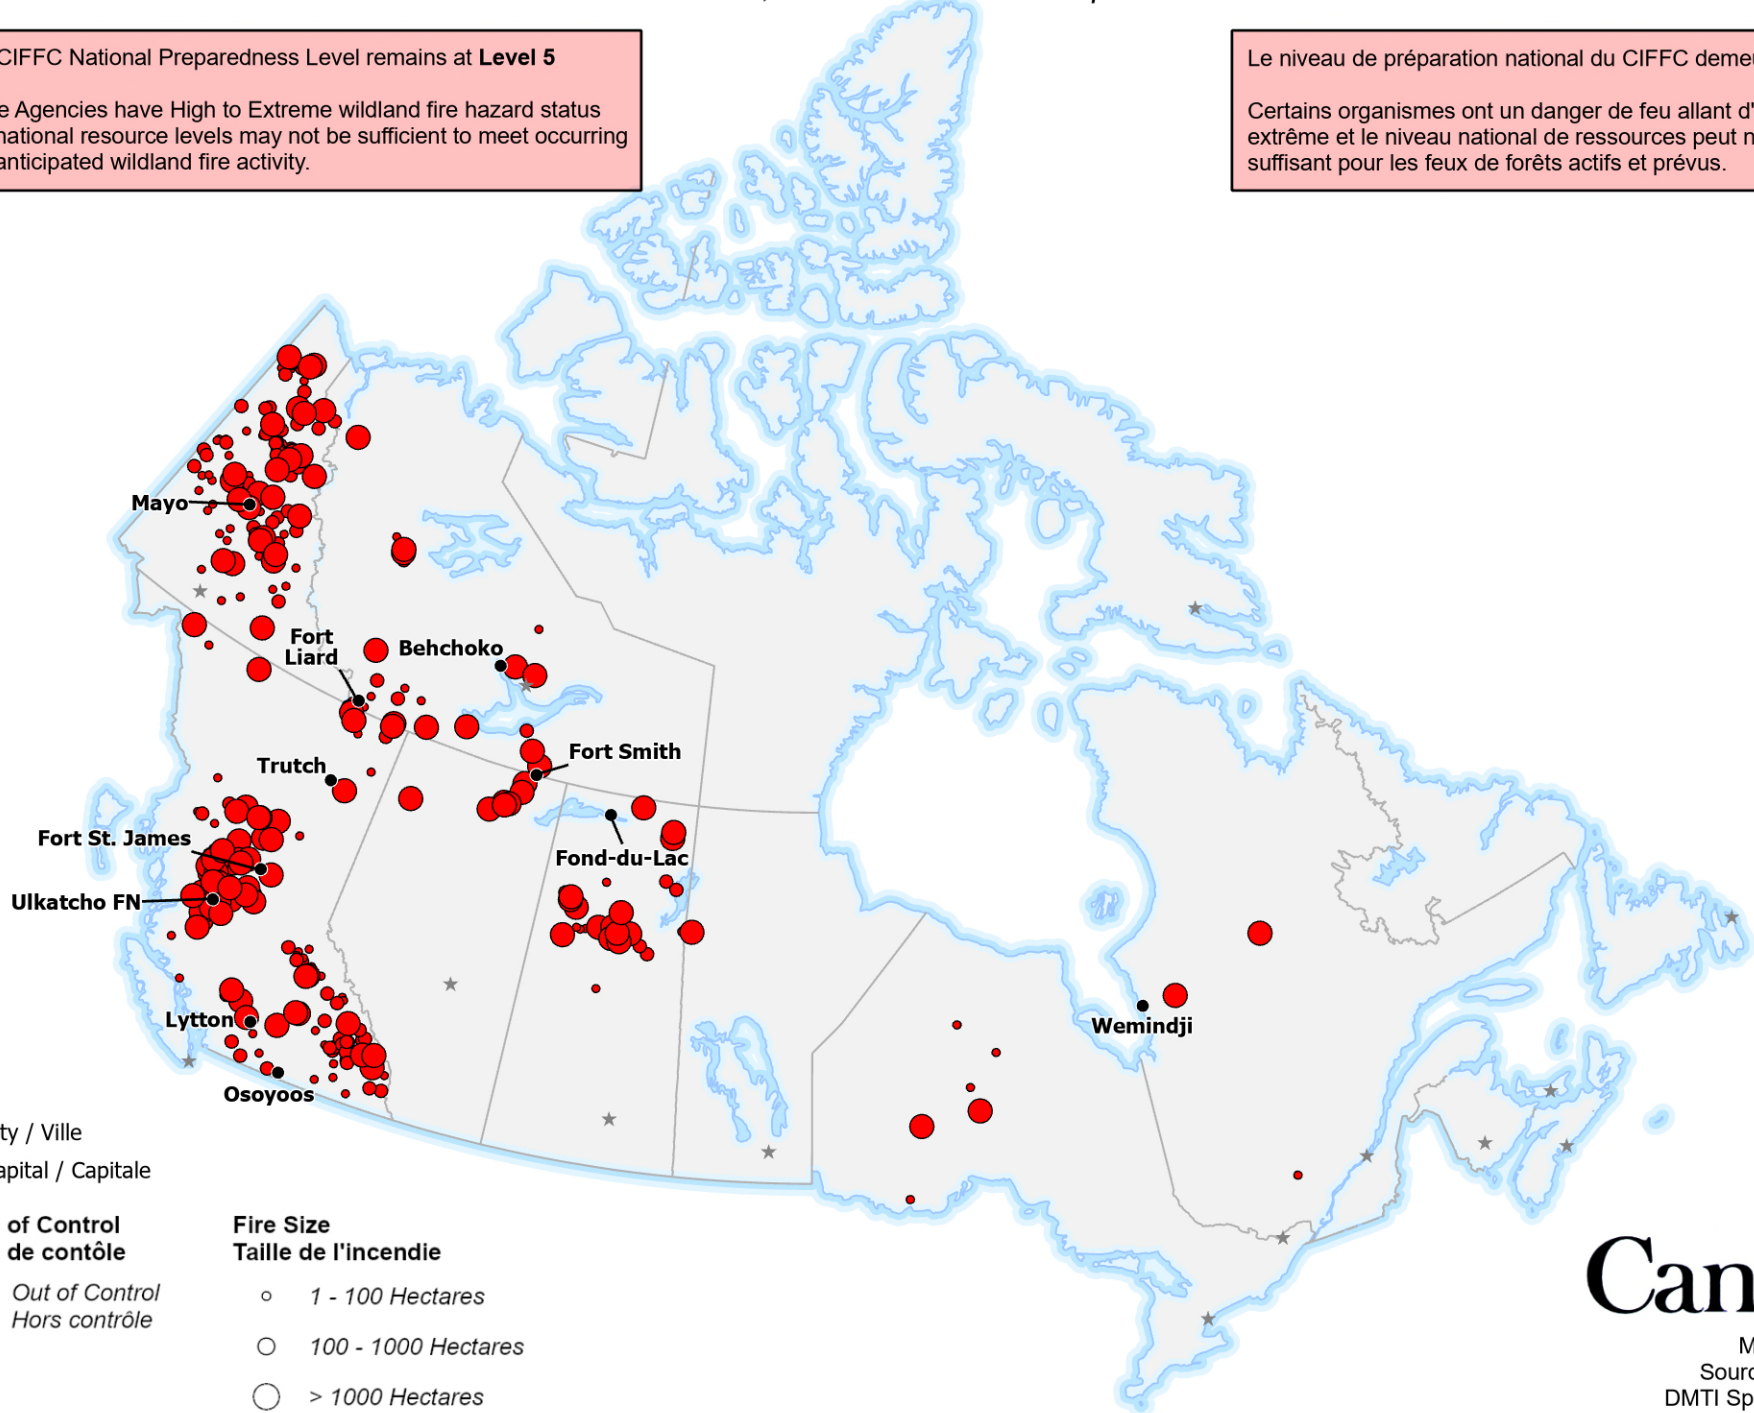 CIFFC National Preparedness Level remains at Level 5
e Agencies have High to Extreme wildland fire hazard status
national resource levels may not be sufficient to meet occurring
anticipated wildland fire activity.
Le niveau de préparation national du CIFFC demeu
Certains organismes ont un danger de feu allant d'
extrême et le niveau national de ressources peut n
suffisant pour les feux de forêts actifs et prévus.
Mayo
Fort
Liard
Behchoko
Trutch
Fort Smith
Fort St. James
Fond-du-Lac
Ulkatcho FN
Lytton
Wemindji
Osoyoos
ty / Ville
apital / Capitale
of Control
de contôle
Out of Control
Hors contrôle
Fire Size
Taille de l'incendie
1 - 100 Hectares
100 - 1000 Hectares
> 1000 Hectares
Can
M
Sourc
DMTI Sp